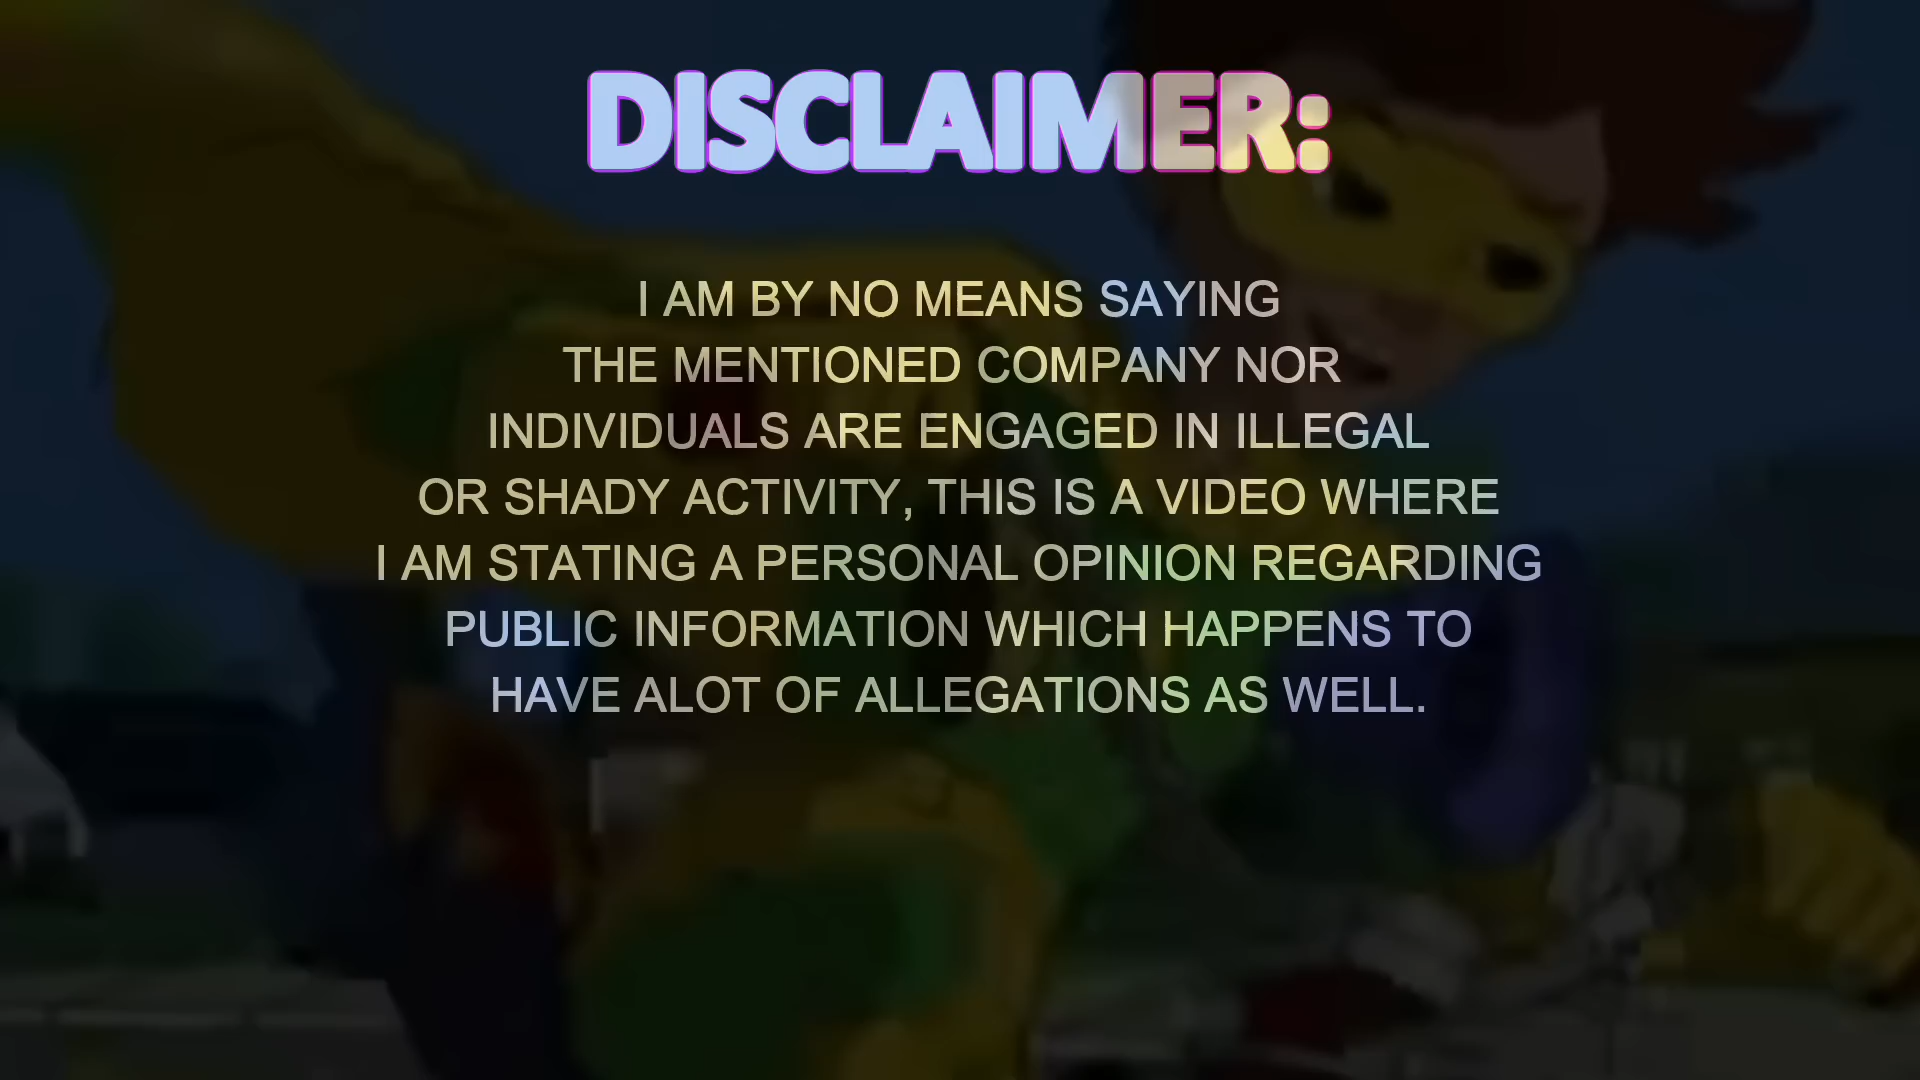 DISCLAIMER:
I AM BY NO MEANS SAYING
THE MENTIONED COMPANY NOR
INDIVIDUALS ARE ENGAGED IN ILLEGAL
OR SHADY ACTIVITY, THIS IS A VIDEO WHERE
I AM STATING A PERSONAL OPINION REGARDING
PUBLIC INFORMATION WHICH HAPPENS TO
HAVE ALOT OF ALLEGATIONS AS WELL.